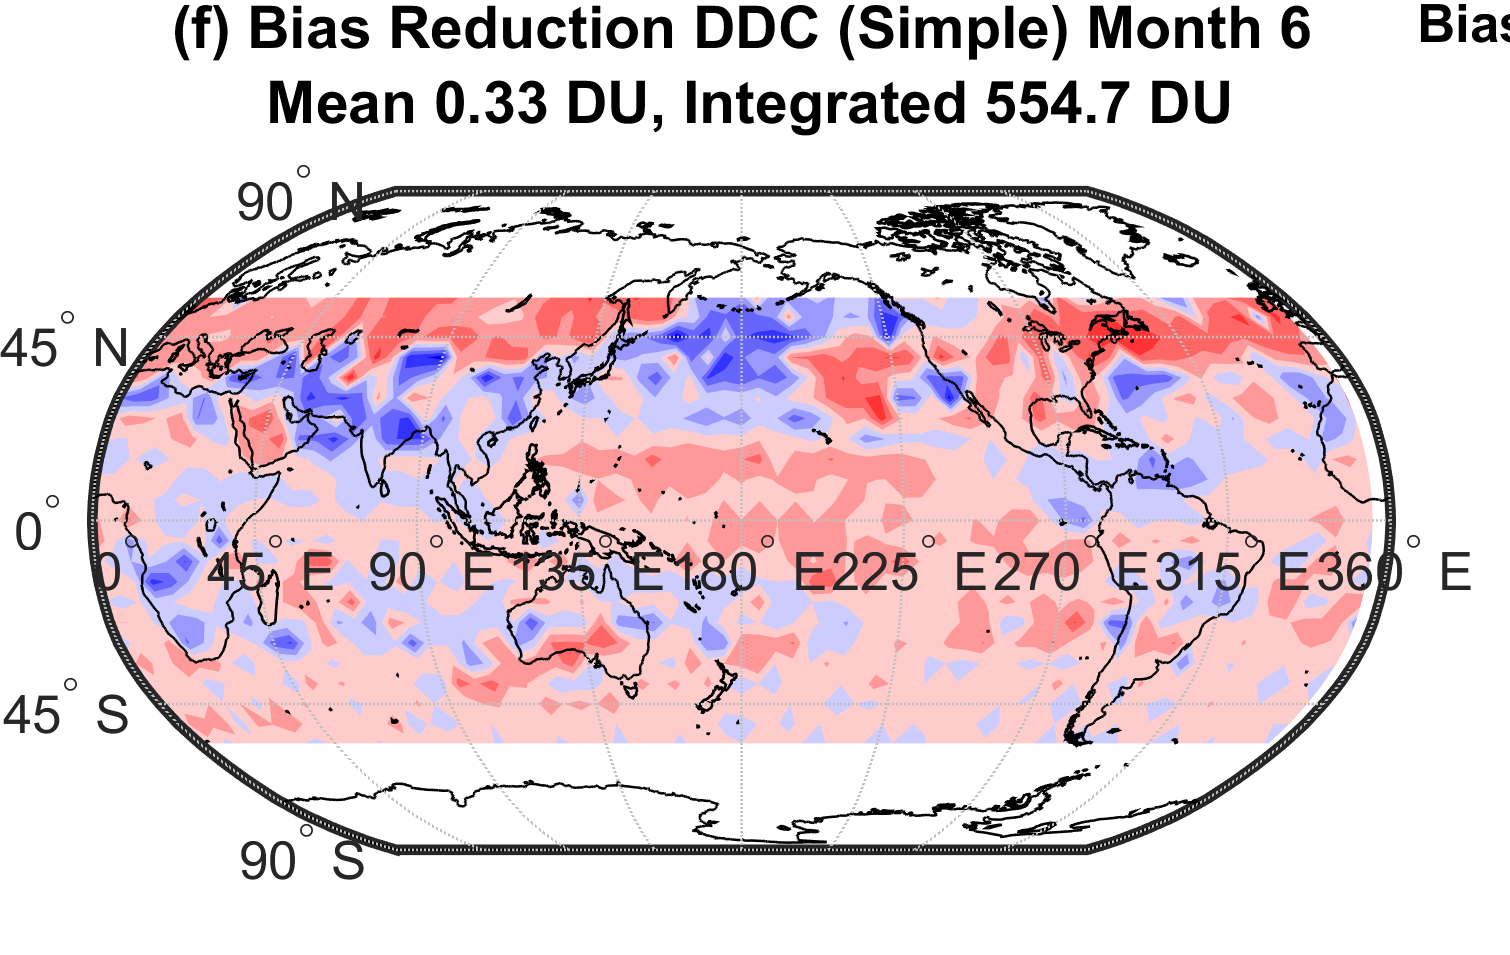 (f) Bias Reduction DDC (Simple) Month 6
Bias
Mean 0.33 DU, Integrated 554.7 DU
90° N
45° N
0°
0° 45° E 90° E 135° E 180° E 225° E 270° E 315° E 360° E
45° S
90° S